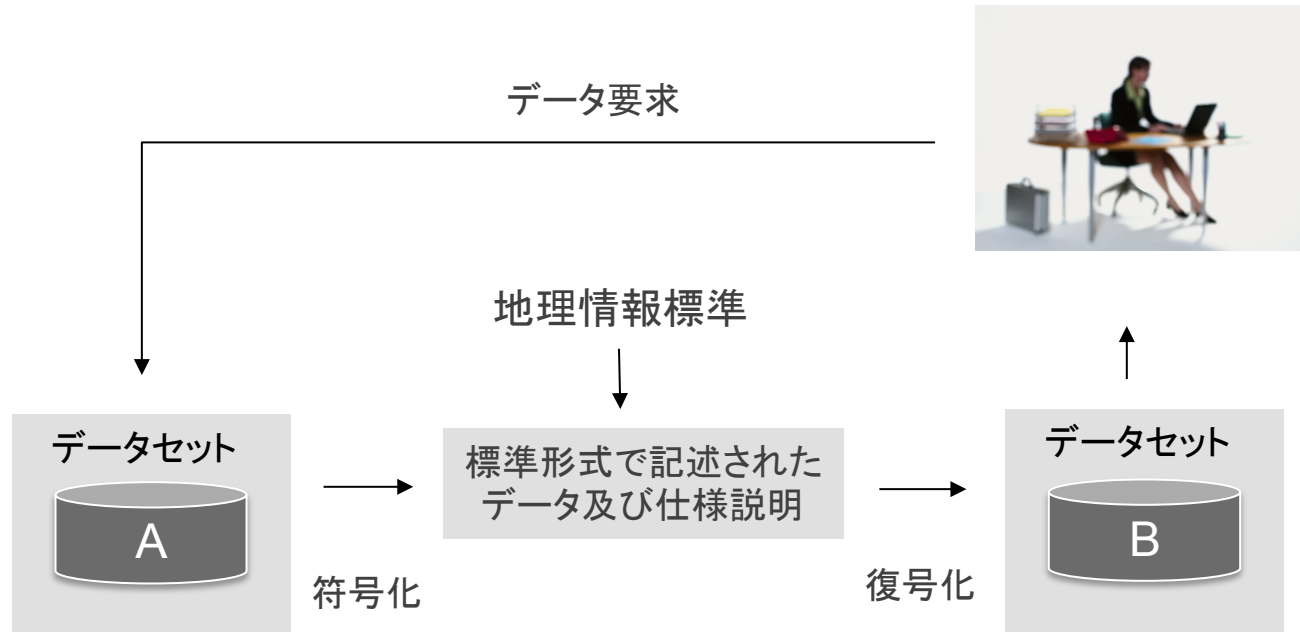 データ要求
地理情報標準
データセット
A
符号化
標準形式で記述された
データ及び仕様説明
復号化
データセット
B